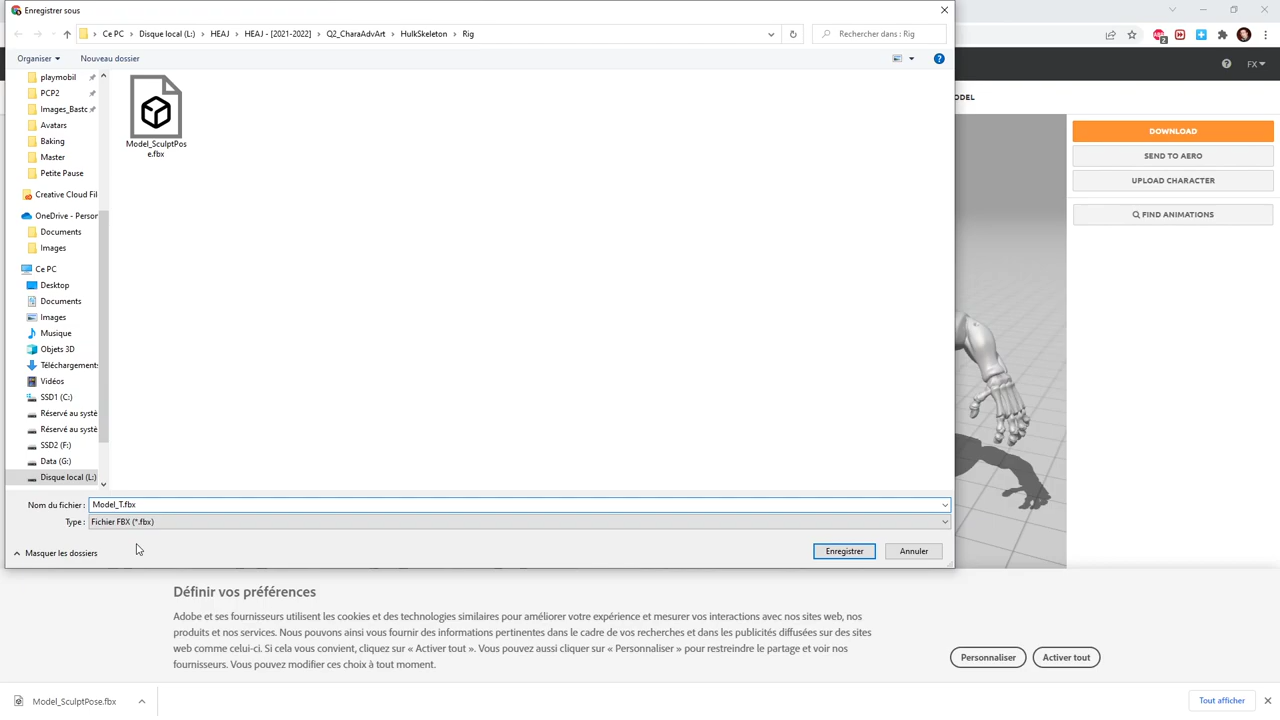 Enregistrer sous
Ce PC > Disque local (L:) > HEAJ > HEAJ - [2021-2022] > Q2_CharaAdvArt > HulkSkeleton > Rig
Rechercher dans : Rig
Organiser
Nouveau dossier
FX
ODEL
playmobil
PCP2
Images_Bastc
Avatars
Baking
Master
Petite Pause
Creative Cloud Fil
OneDrive - Person
Documents
Images
Ce PC
Desktop
Documents
Images
Musique
Objets 3D
Téléchargement:
Vidéos
SSD1 (C:)
Réservé au systè
Réservé au systè
SSD2 (F:)
Data (G:)
Disque local (L:)
Model_SculptPos
e.fbx
DOWNLOAD
SEND TO AERO
UPLOAD CHARACTER
FIND ANIMATIONS
Nom du fichier : Model_T.fbx
Type : Fichier FBX (*.fbx)
Masquer les dossiers
Enregistrer
Annuler
Définir vos préférences
Adobe et ses fournisseurs utilisent les cookies et des technologies similaires pour améliorer votre expérience et mesurer vos interactions avec nos sites web, nos
produits et nos services. Nous pouvons ainsi vous fournir des informations pertinentes dans le cadre de vos recherches et dans les publicités diffusées sur des sites
web comme celui-ci. Si cela vous convient, cliquez sur « Activer tout ». Vous pouvez aussi cliquer sur « Personnaliser » pour restreindre le partage et voir nos
fournisseurs. Vous pouvez modifier ces choix à tout moment.
Personnaliser
Activer tout
Model_SculptPose.fbx
Tout afficher